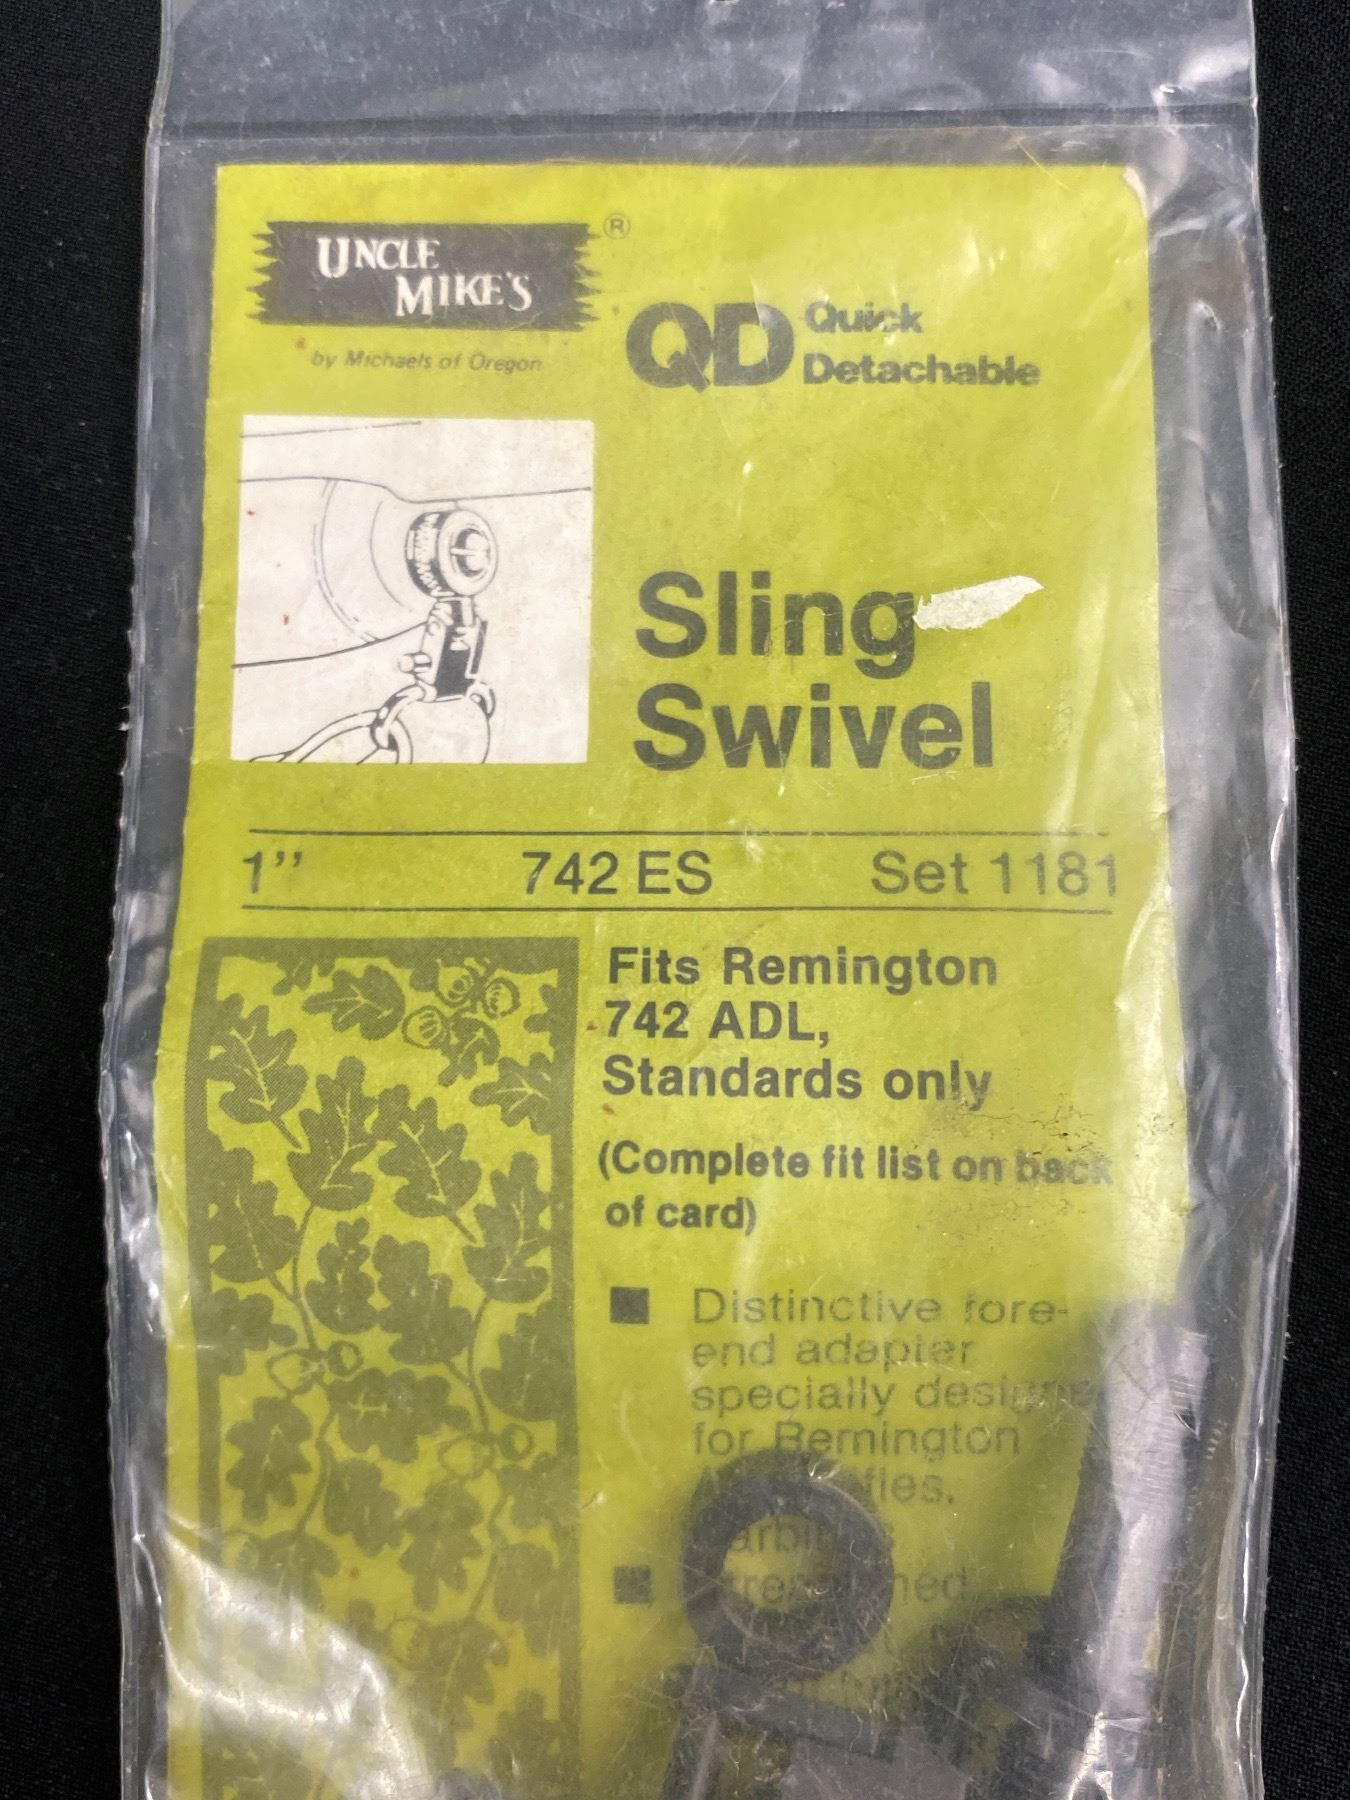 UNCLE
MIKE'S
®
by Michaels of Oregon
QD Quick
Detachable
Sling
Swivel
1" 742 ES Set 1181
Fits Remington
742 ADL,
Standards only
(Complete fit list on back
of card)
■ Distinctive fore-
end adapter
specially
for Remington
■